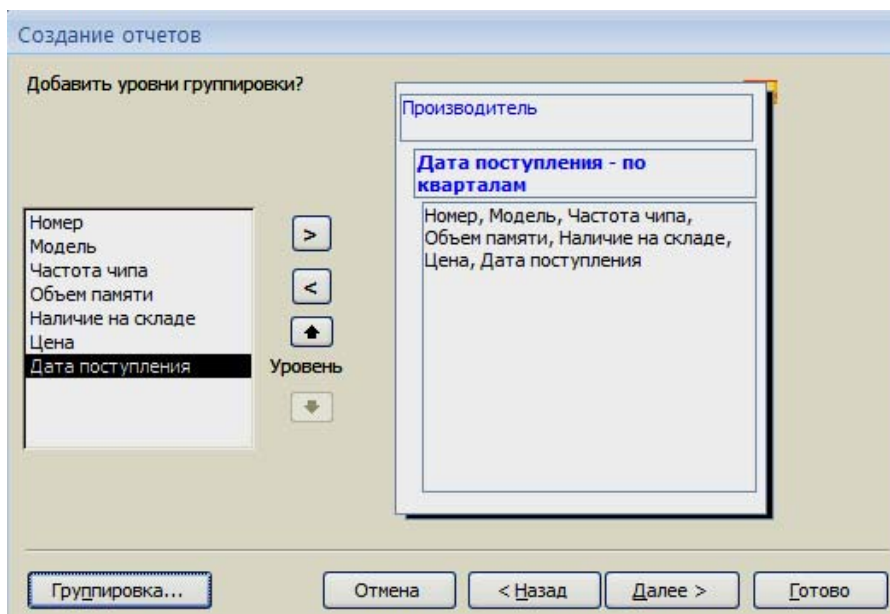 Создание отчетов
Добавить уровни группировки?
Производитель
Дата поступления - по
кварталам
Номер, Модель, Частота чипа,
Объем памяти, Наличие на складе,
Цена, Дата поступления
Номер
Модель
Частота чипа
Объем памяти
Наличие на складе
Цена
Дата поступления
>
<
Уровень
Группировка...
Отмена
< Назад
Далее >
Готово